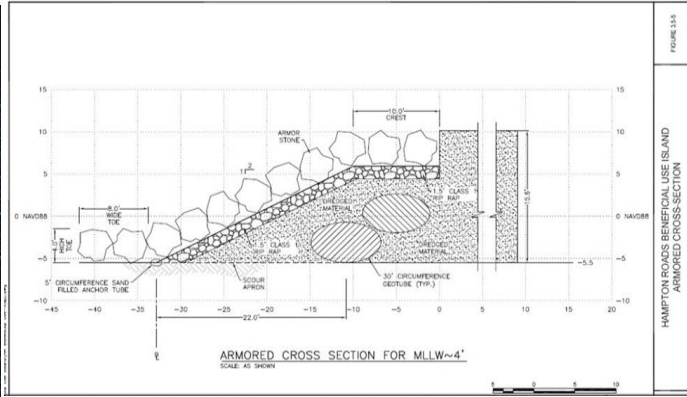 FIGURE 3.5-5
HAMPTON ROADS BENEFICIAL USE ISLAND
ARMORED CROSS-SECTION
15
10
5
0 NAVD88
-5
-10
15
10
5
0 NAVD88
-5.5
-10
10.0'
CREST
ARMOR
STONE
2
1
8.0'
WIDE
TOE
4.0'
HIGH
TOE
1.5' CLASS 1
RIP RAP
DREDGED
MATERIAL
15.5'
1.5' CLASS 1
RIP RAP
DREDGED
MATERIAL
5' CIRCUMFERENCE SAND
FILLED ANCHOR TUBE
SCOUR
APRON
30' CIRCUMFERENCE
GEOTUBE (TYP.)
-45 -40 -35 -30 -25 -20 -15 -10 -5 0 5 10 15 20
22.0'
ARMORED CROSS SECTION FOR MLLW~4'
SCALE: AS SHOWN
5 0 5 10